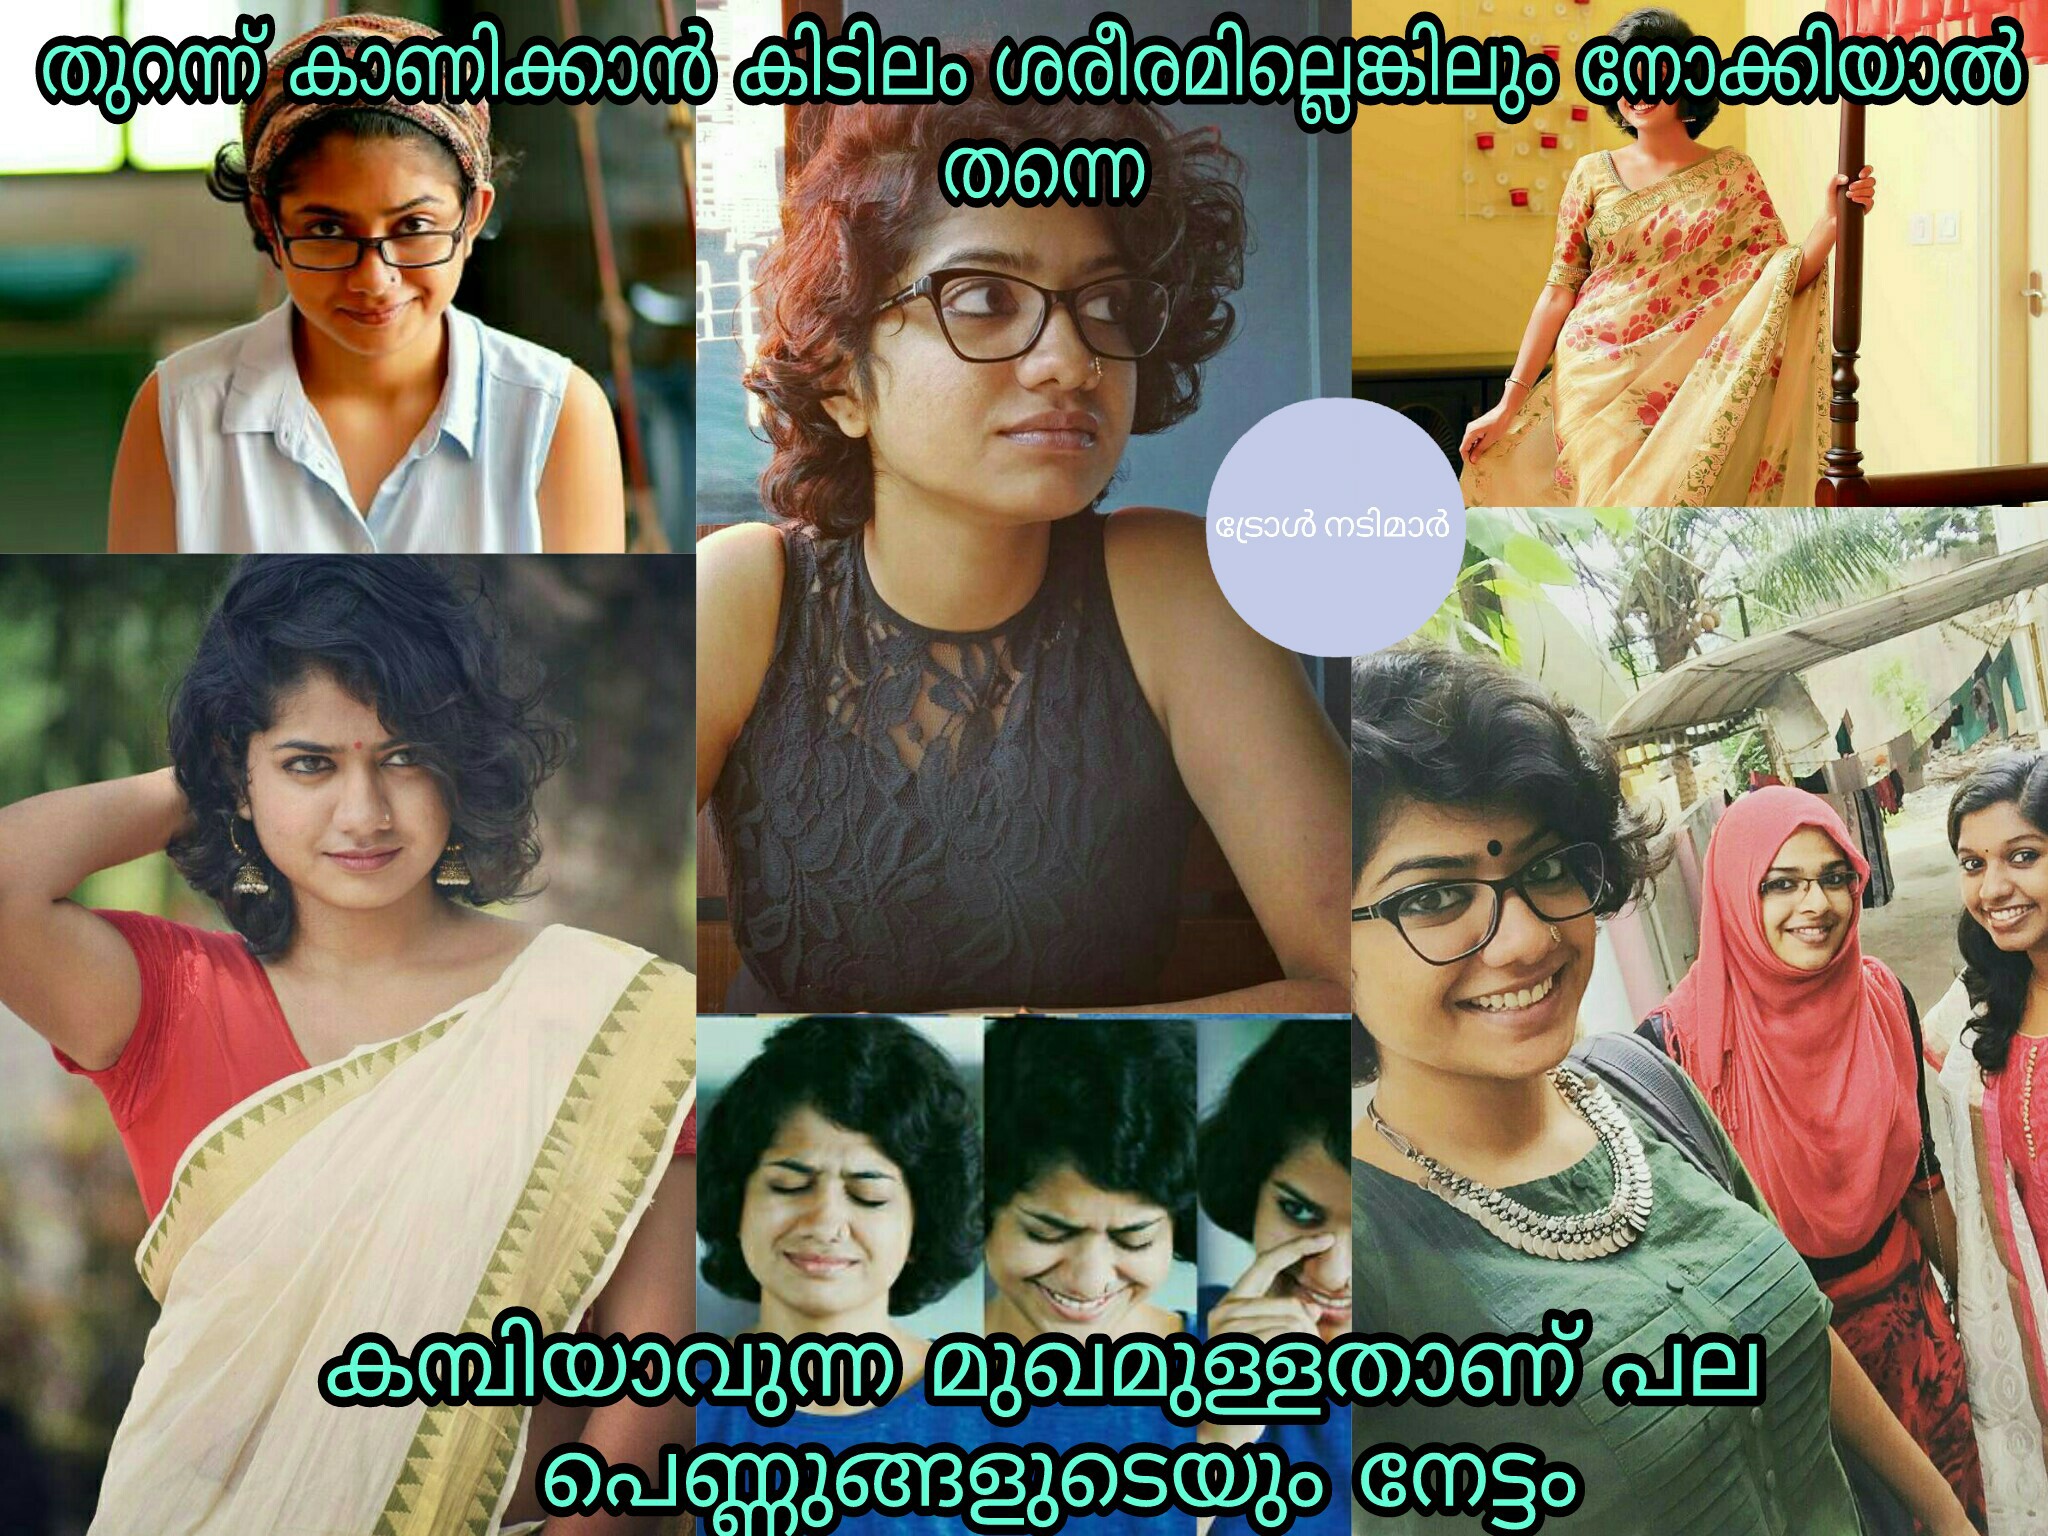 തുറന്ന് കാണിക്കാൻ കിടിലം ശരീരമില്ലെങ്കിലും നോക്കിയാൽ
തന്നെ
ട്രോൾ നടിമാർ
കമ്പിയാവുന്ന മുഖമുള്ളതാണ് പല
പെണ്ണുങ്ങളുടെയും നേട്ടം